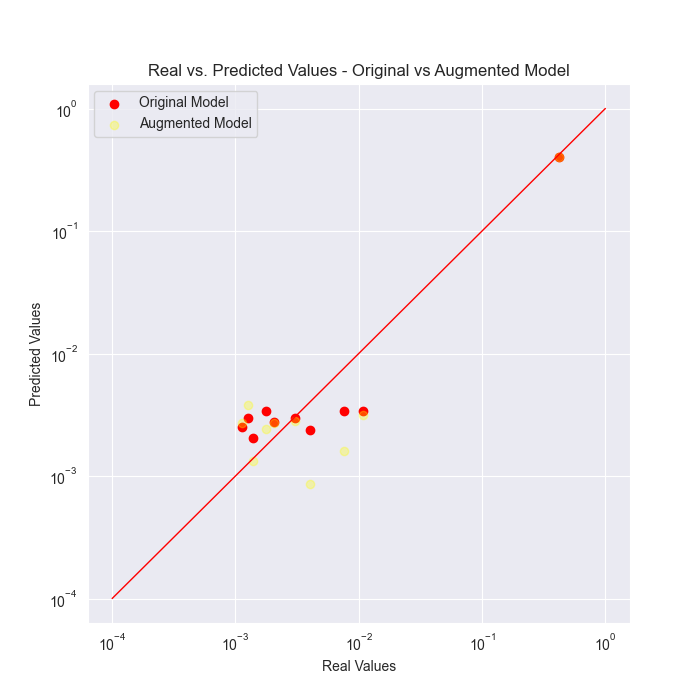 Real vs. Predicted Values - Original vs Augmented Model
Original Model
Augmented Model
10⁰
10⁻¹
10⁻²
10⁻³
10⁻⁴
Predicted Values
10⁻⁴
10⁻³
10⁻²
10⁻¹
10⁰
Real Values